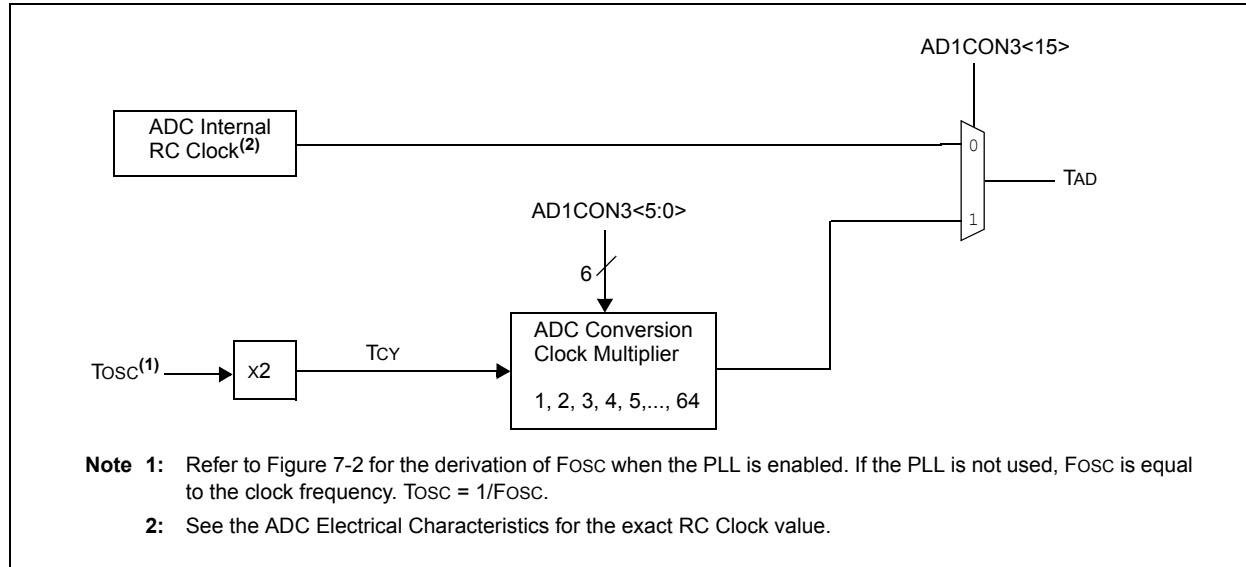 AD1CON3<15>
ADC Internal
RC Clock(2)
0
TAD
AD1CON3<5:0>
1
6
ADC Conversion
Clock Multiplier
TOSC(1)
X2
TCY
1, 2, 3, 4, 5,..., 64
Note 1: Refer to Figure 7-2 for the derivation of FOSC when the PLL is enabled. If the PLL is not used, FOSC is equal
to the clock frequency. TOSC = 1/FOSC.
2: See the ADC Electrical Characteristics for the exact RC Clock value.